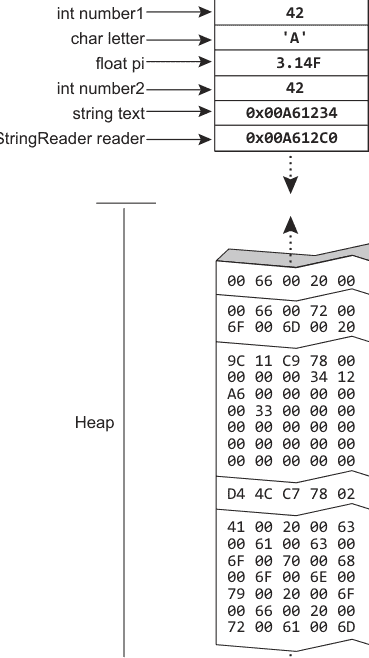 int number1 42
char letter 'A'
float pi 3.14F
int number2 42
string text 0x00A61234
StringReader reader 0x00A612C0
00 66 00 20 00
00 66 00 72 00
6F 00 6D 00 20
9C 11 C9 78 00
00 00 00 34 12
A6 00 00 00 00
00 33 00 00 00
00 00 00 00 00
00 00 00 00 00
00 00 00 00 00
Heap
D4 4C C7 78 02
41 00 20 00 63
00 61 00 63 00
6F 00 70 00 68
00 6F 00 6E 00
79 00 20 00 6F
00 66 00 20 00
72 00 61 00 6D